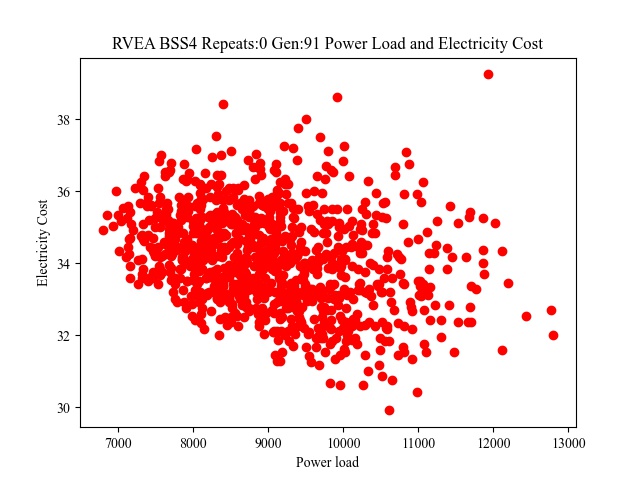 RVEA BSS4 Repeats:0 Gen:91 Power Load and Electricity Cost
38
36
34
32
30
Electricity Cost
7000 8000 9000 10000 11000 12000 13000
Power load